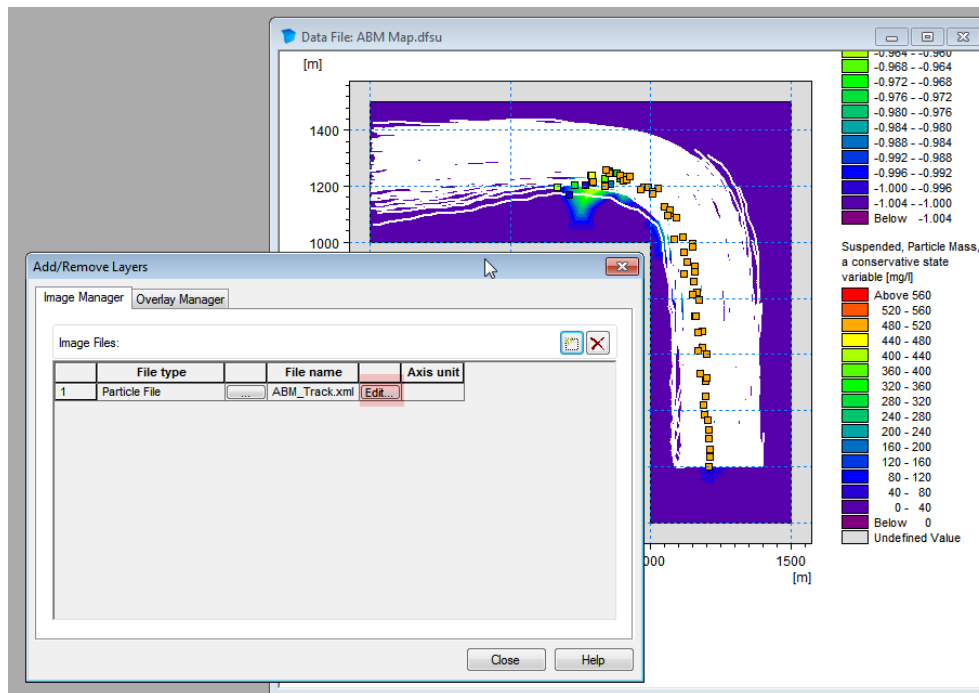 Data File: ABM Map.dfsu
[m]
1400
1200
1000
000
1500
[m]
-0.964 - -0.960
-0.968 - -0.964
-0.972 - -0.968
-0.976 - -0.972
-0.980 - -0.976
-0.984 - -0.980
-0.988 - -0.984
-0.992 - -0.988
-0.996 - -0.992
-1.000 - -0.996
-1.004 - -1.000
Below -1.004
Suspended, Particle Mass,
a conservative state
variable [mg/l]
Above 560
520 - 560
480 - 520
440 - 480
400 - 440
360 - 400
320 - 360
280 - 320
240 - 280
200 - 240
160 - 200
120 - 160
80 - 120
40 - 80
0 - 40
Below 0
Undefined Value
Add/Remove Layers
Image Manager Overlay Manager
Image Files:
File type File name Axis unit
1 Particle File ... ABM_Track.xml Edit...
Close Help